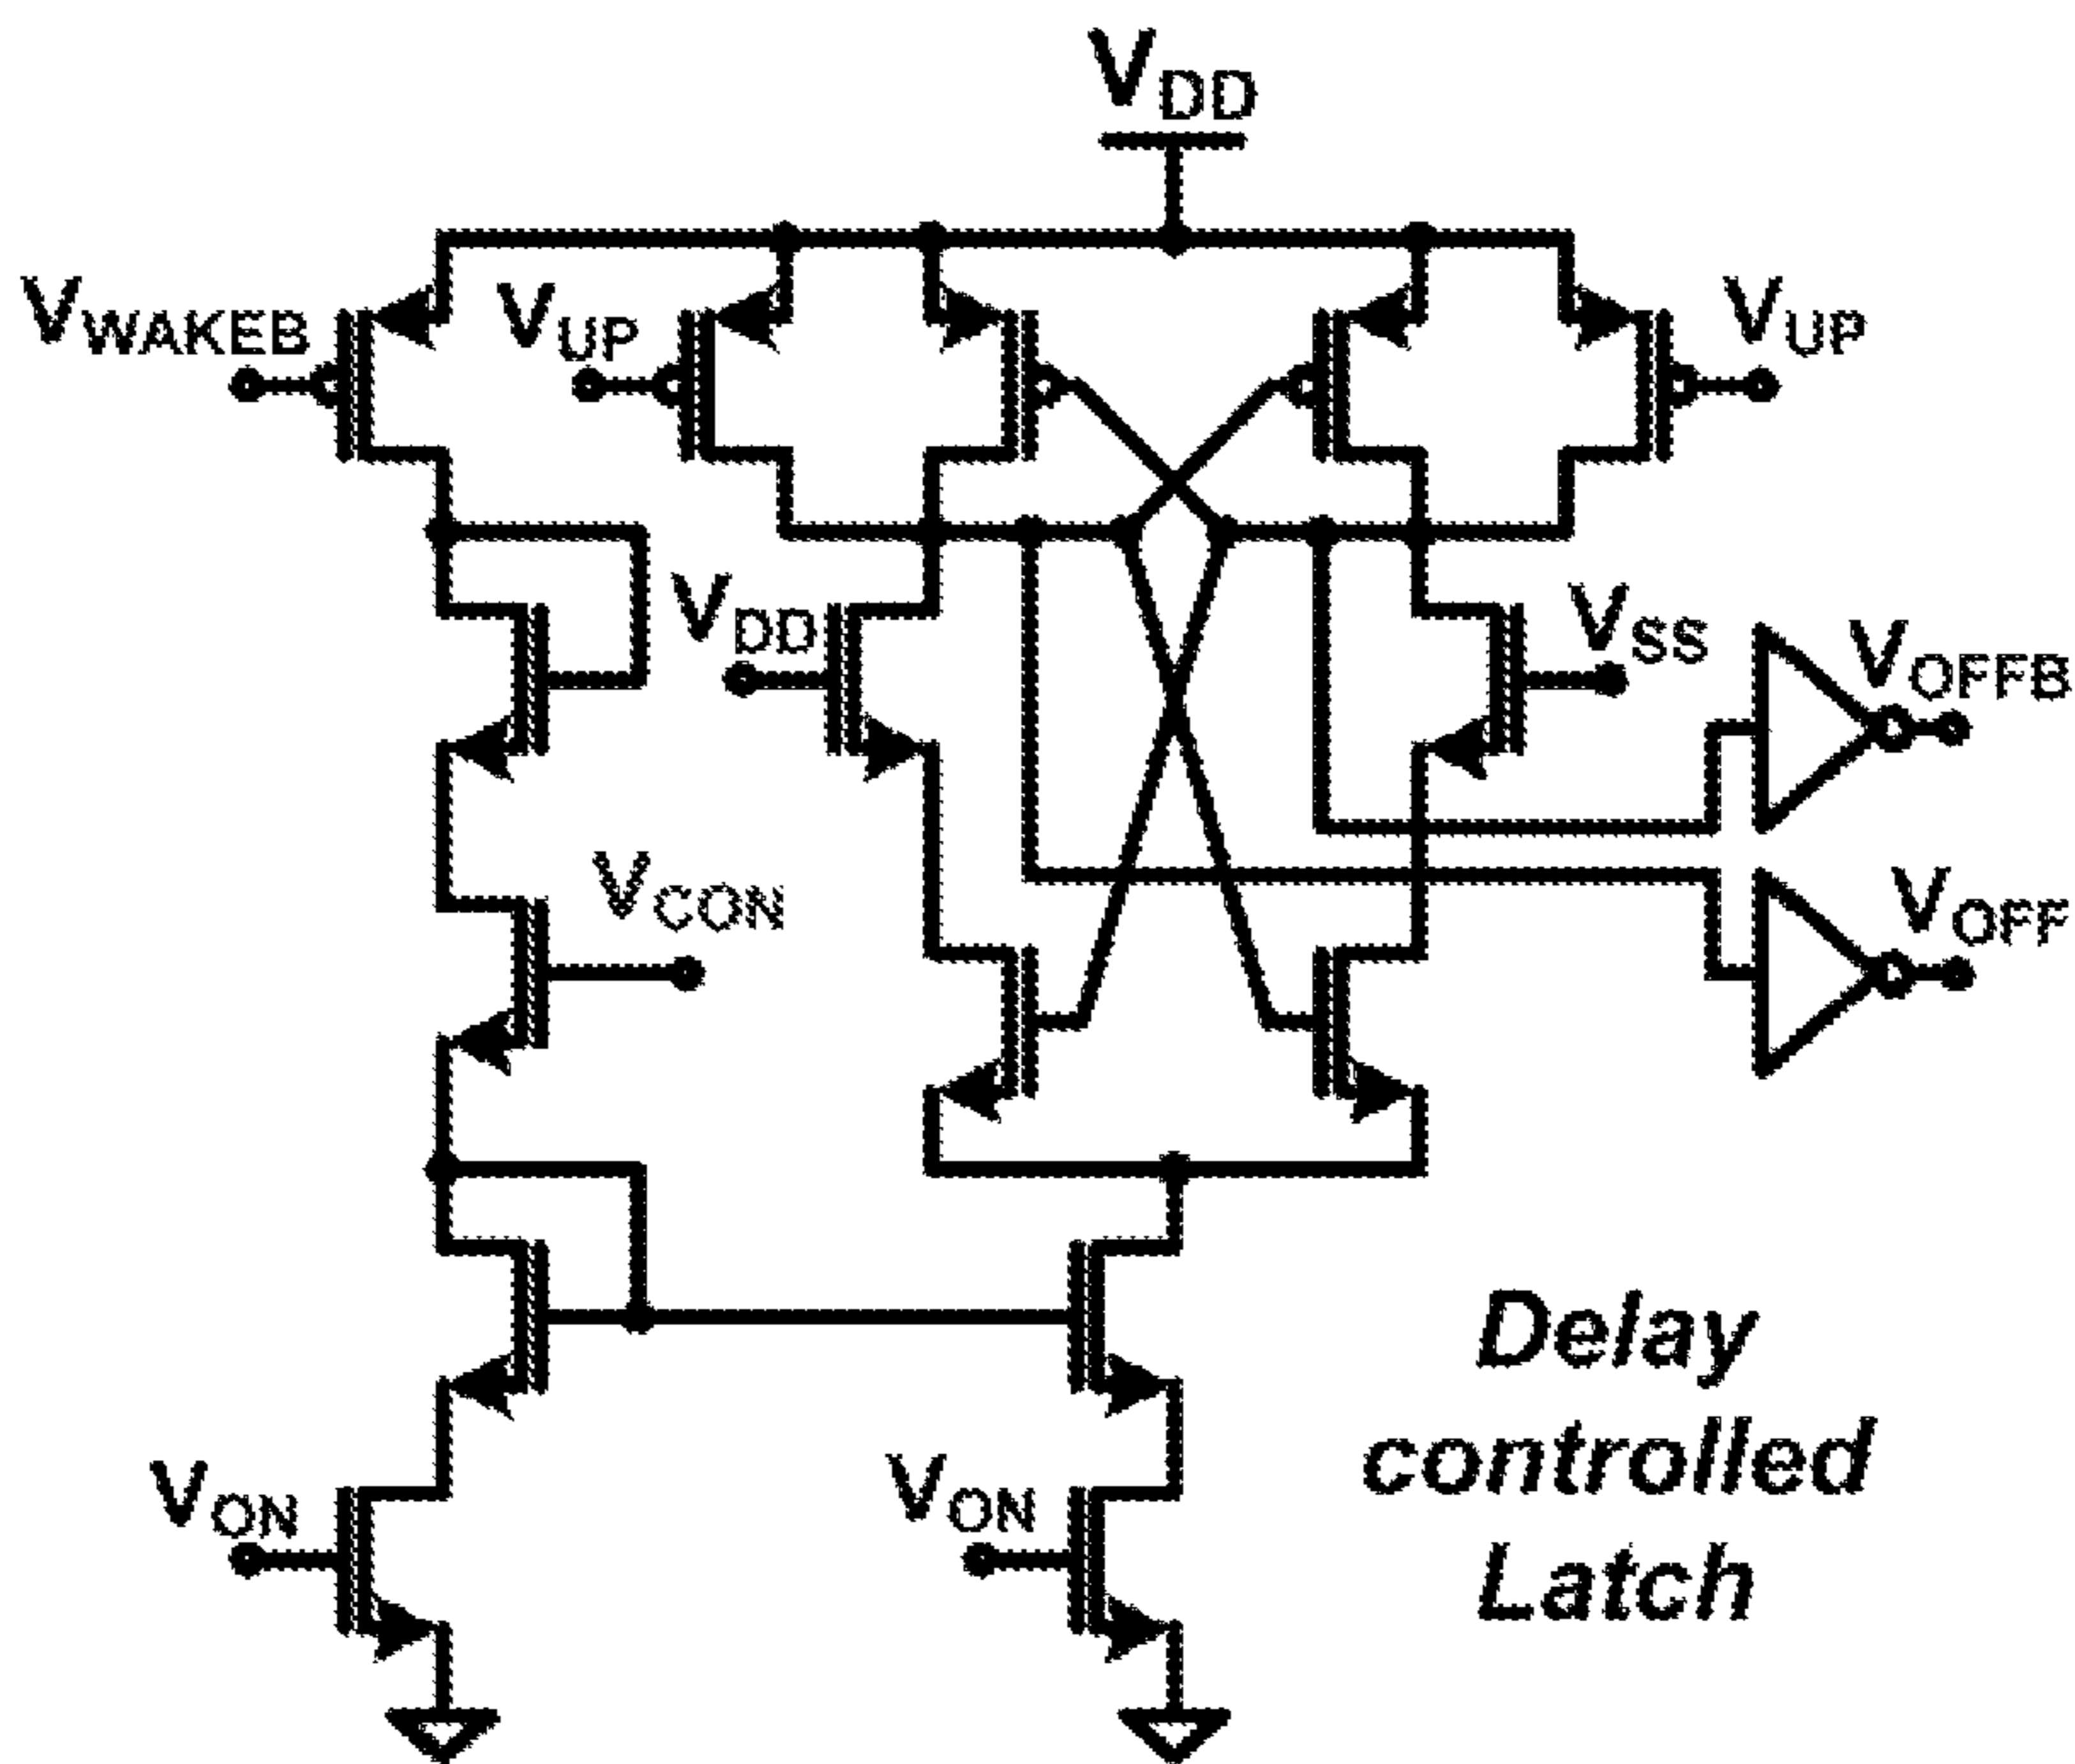 VDD
VWAKEB
VUP
VUP
VDD
VSS
VOFFB
VCON
VOFF
VON
VON
Delay
controlled
Latch